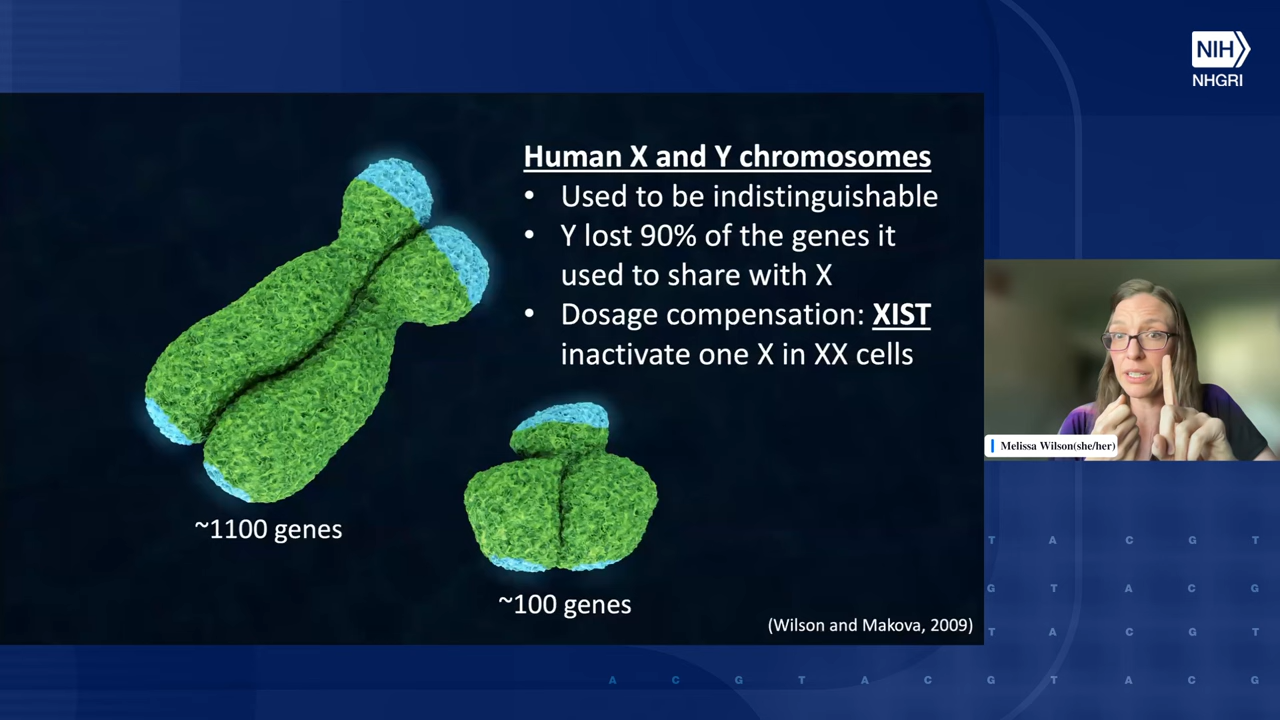 NIH
NHGRI
Human X and Y chromosomes
• Used to be indistinguishable
• Y lost 90% of the genes it
used to share with X
• Dosage compensation: XIST
inactivate one X in XX cells
~1100 genes
~100 genes
(Wilson and Makova, 2009)
Melissa Wilson(she/her)
T A C G T
G T A C G
T A C G T
A C G T A C G T A C G